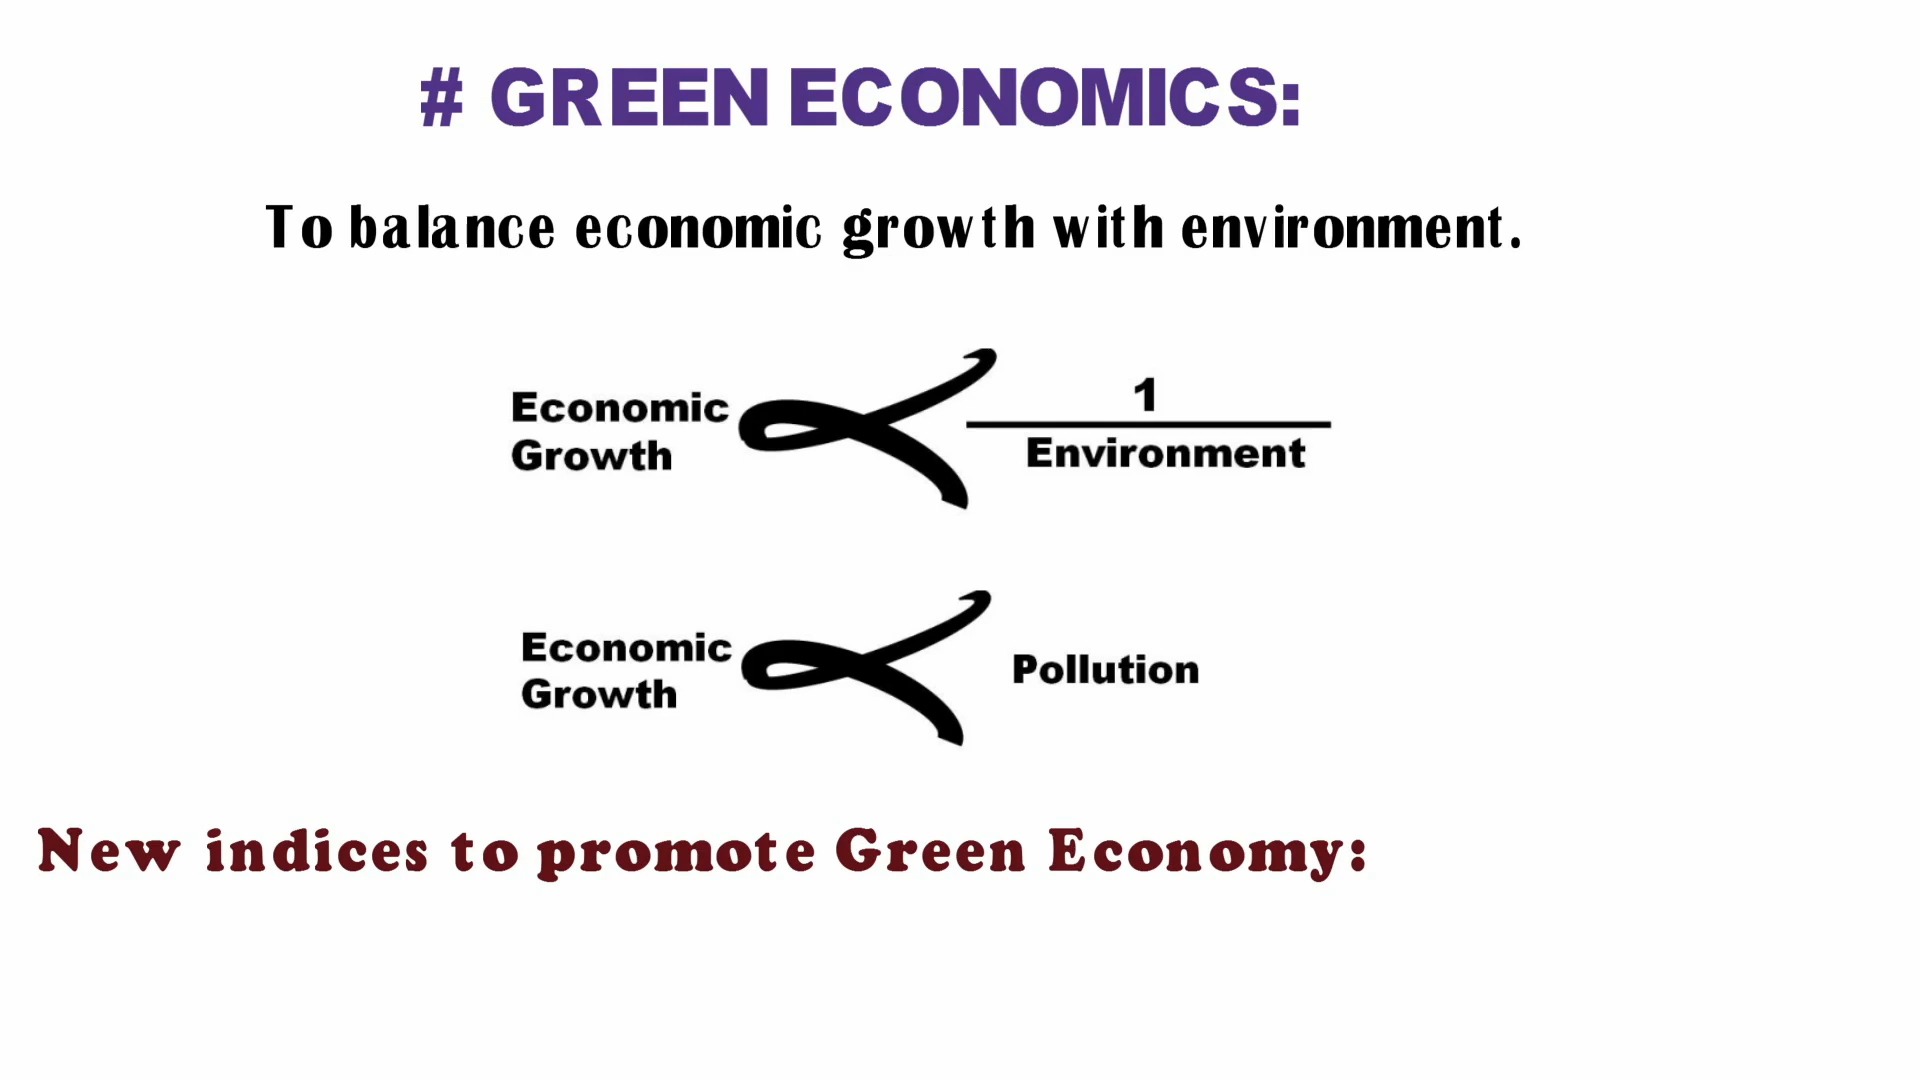 # GREEN ECONOMICS:
To balance economic growth with environment.
Economic
Growth
∝
1
Environment
Economic
Growth
∝
Pollution
New indices to promote Green Economy: